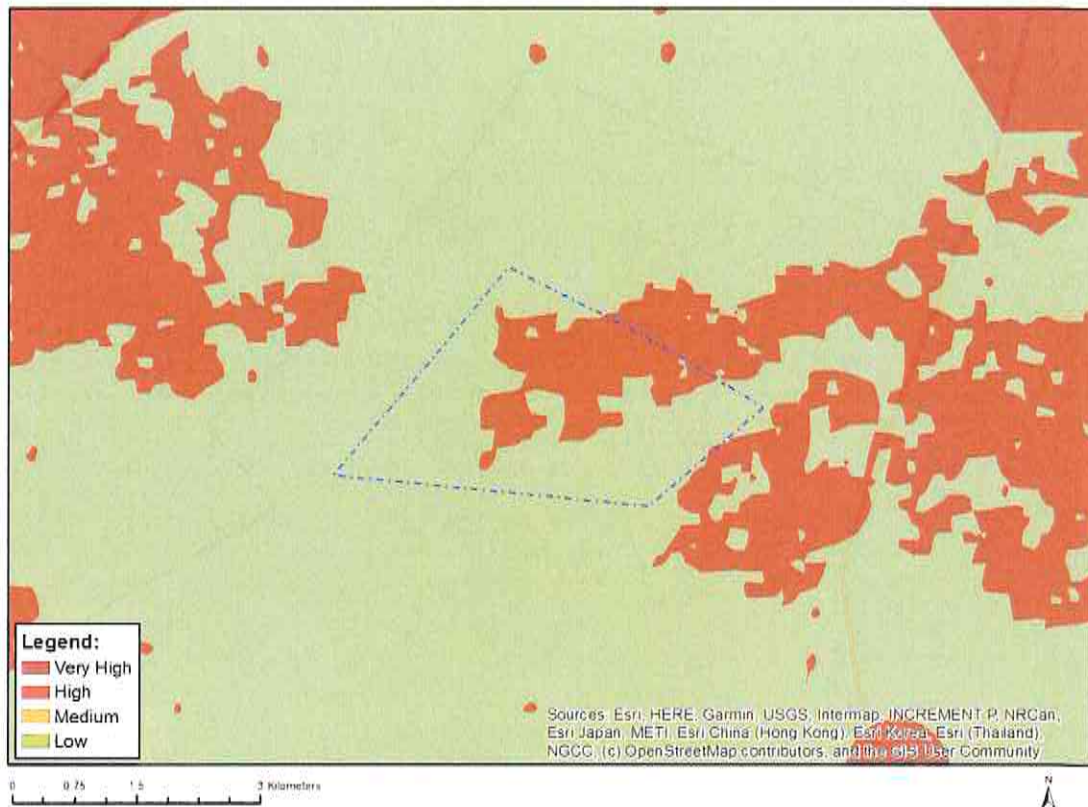 Legend:
Very High
High
Medium
Low
Sources: Esri, HERE, Garmin, USGS, Intermap, INCREMENT P, NRCan,
Esri Japan, METI, Esri China (Hong Kong), Esri Korea, Esri (Thailand),
NGCC, (c) OpenStreetMap contributors, and the GIS User Community
0 0.75 1.5 3 Kilometers
N